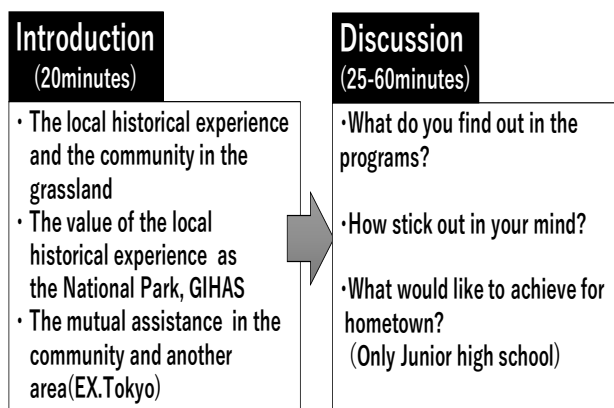 Introduction
(20minutes)
・The local historical experience
and the community in the
grassland
・The value of the local
historical experience as
the National Park, GIHAS
・The mutual assistance in the
community and another
area(EX.Tokyo)
Discussion
(25-60minutes)
・What do you find out in the
programs?
・How stick out in your mind?
・What would like to achieve for
hometown?
(Only Junior high school)